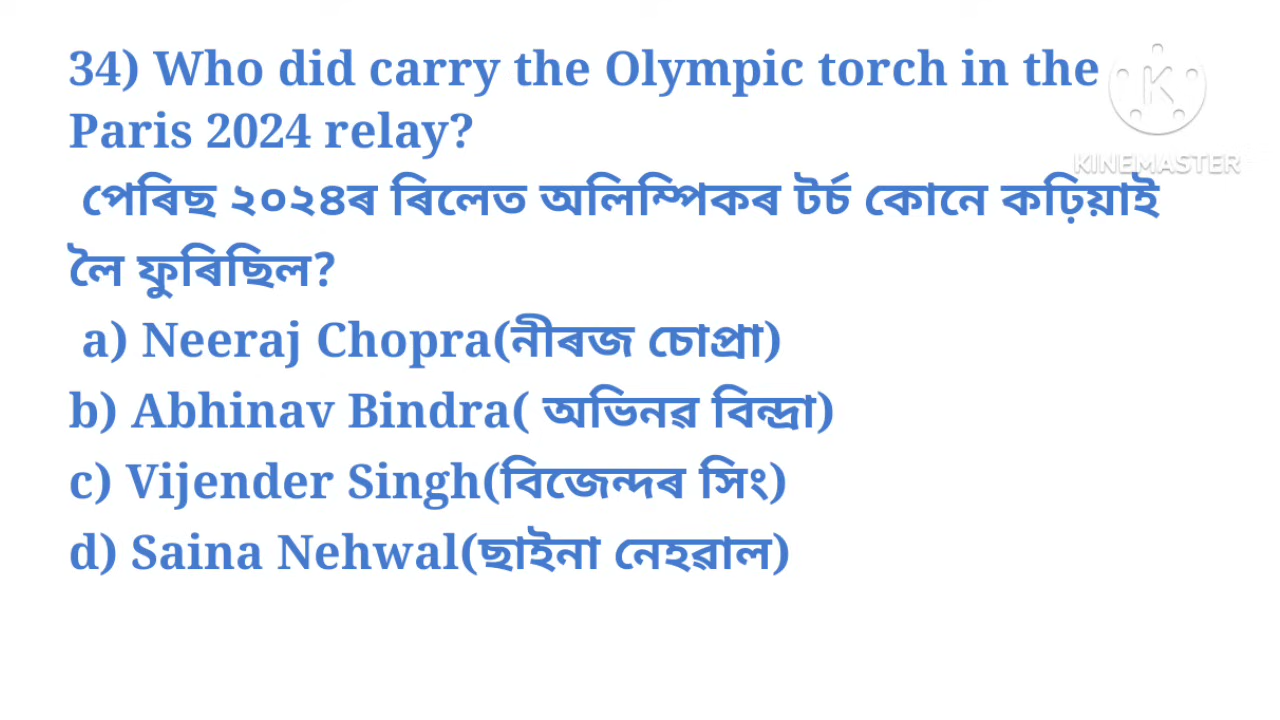 34) Who did carry the Olympic torch in the
Paris 2024 relay?
পেৰিছ ২০২৪ৰ ৰিলেত অলিম্পিকৰ টৰ্চ কোনে কঢ়িয়াই
লৈ ফুৰিছিল?
a) Neeraj Chopra(নীৰজ চোপ্ৰা)
b) Abhinav Bindra( অভিনৱ বিন্দ্ৰা)
c) Vijender Singh(বিজেন্দৰ সিং)
d) Saina Nehwal(ছাইনা নেহৱাল)
K
KINEMASTER